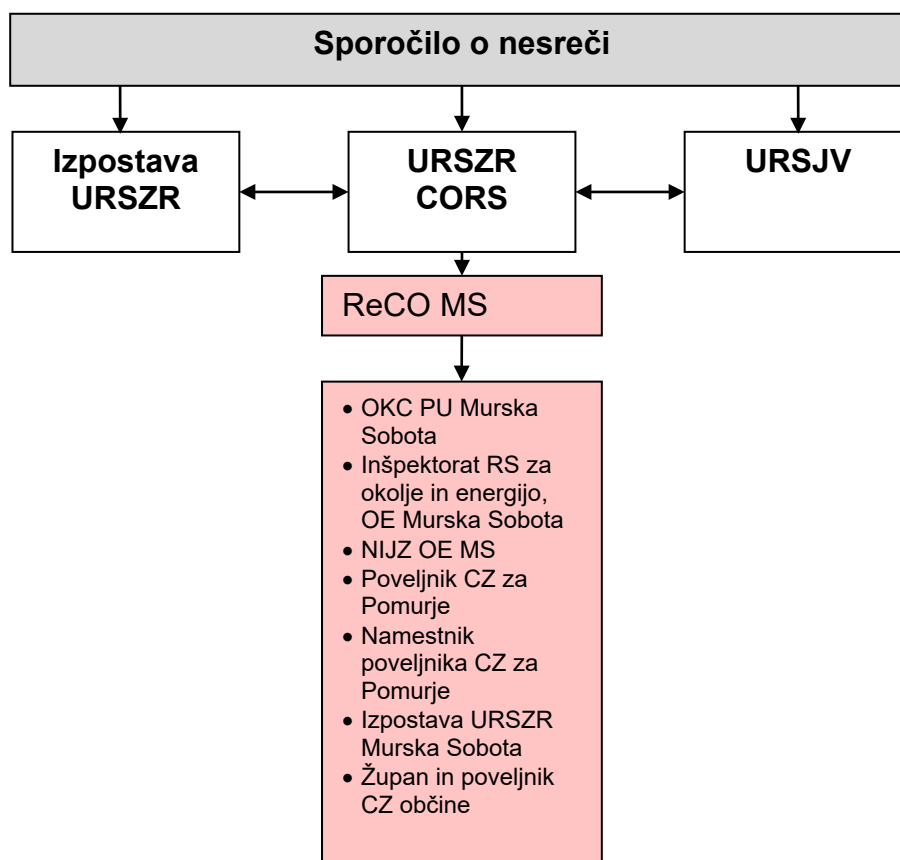 Sporočilo o nesreči
Izpostava
URSZR
URSZR
CORS
URSJV
ReCO MS
• OKC PU Murska
Sobota
• Inšpektorat RS za
okolje in energijo,
OE Murska Sobota
• NIJZ OE MS
• Poveljnik CZ za
Pomurje
• Namestnik
poveljnika CZ za
Pomurje
• Izpostava URSZR
Murska Sobota
• Župan in poveljnik
CZ občine